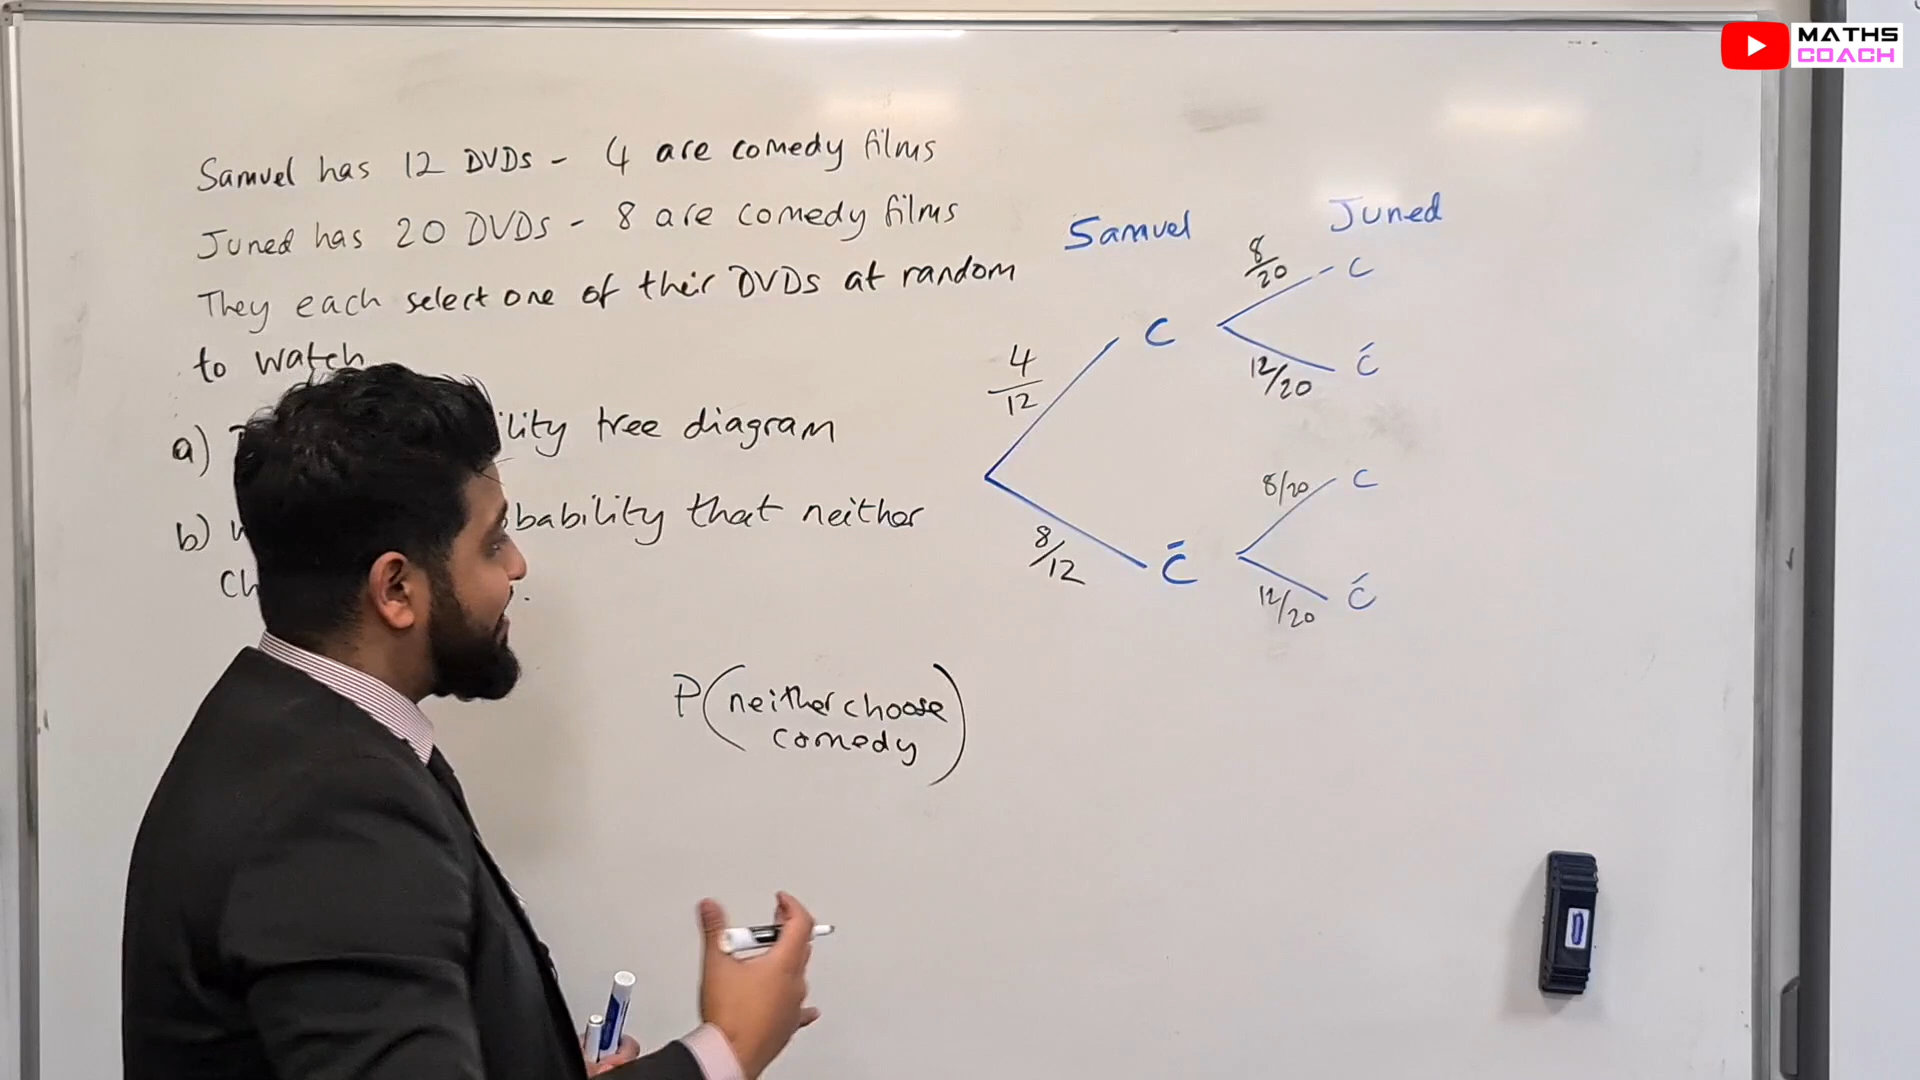 MATHS
COACH
Samuel has 12 DVDs - 4 are comedy films
Juned has 20 DVDs - 8 are comedy films
They each select one of their DVDs at random
to watch
a) lity tree diagram
b) obability that neither
Ch .
P(neither choose
comedy)
Samuel Juned
4/12 C
8/20 C
12/20 C̄
8/12 C̄
8/20 C
12/20 C̄